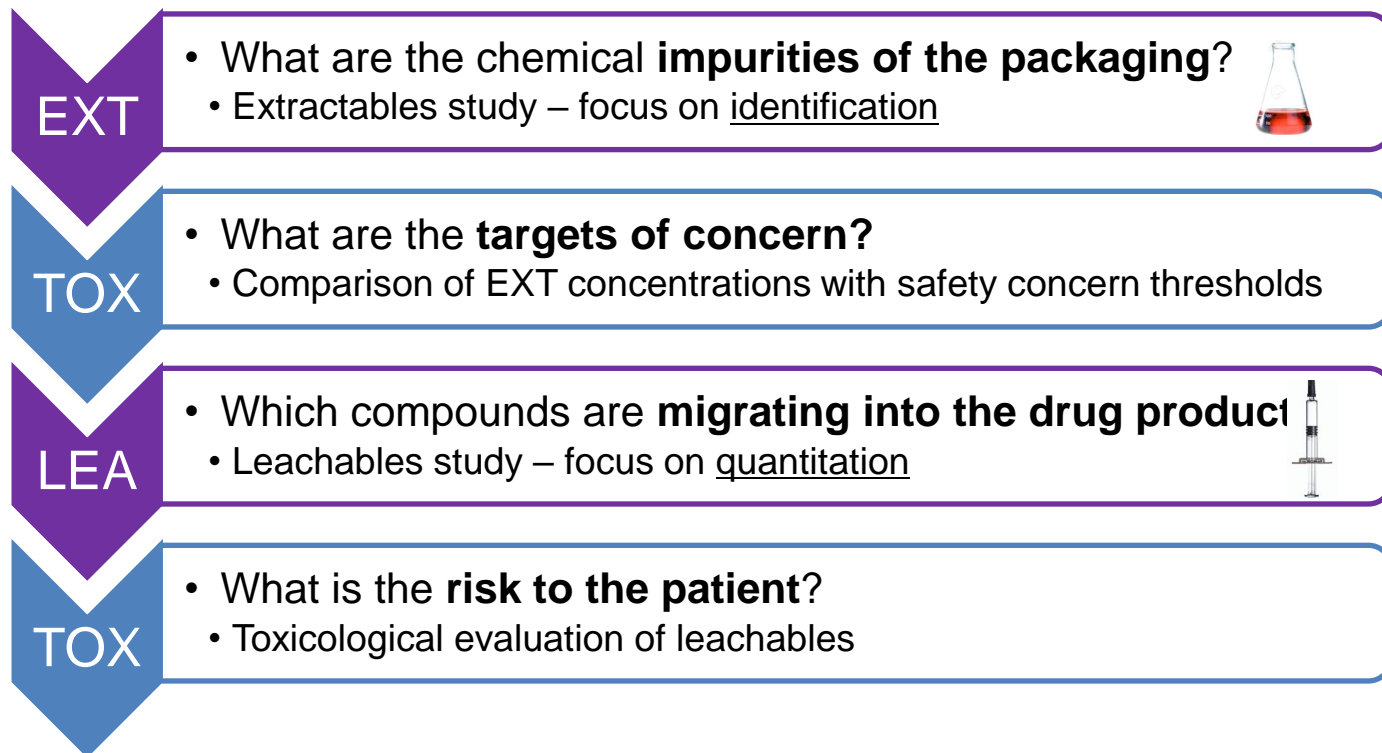 EXT
• What are the chemical impurities of the packaging?
• Extractables study – focus on identification
TOX
• What are the targets of concern?
• Comparison of EXT concentrations with safety concern thresholds
LEA
• Which compounds are migrating into the drug product
• Leachables study – focus on quantitation
TOX
• What is the risk to the patient?
• Toxicological evaluation of leachables